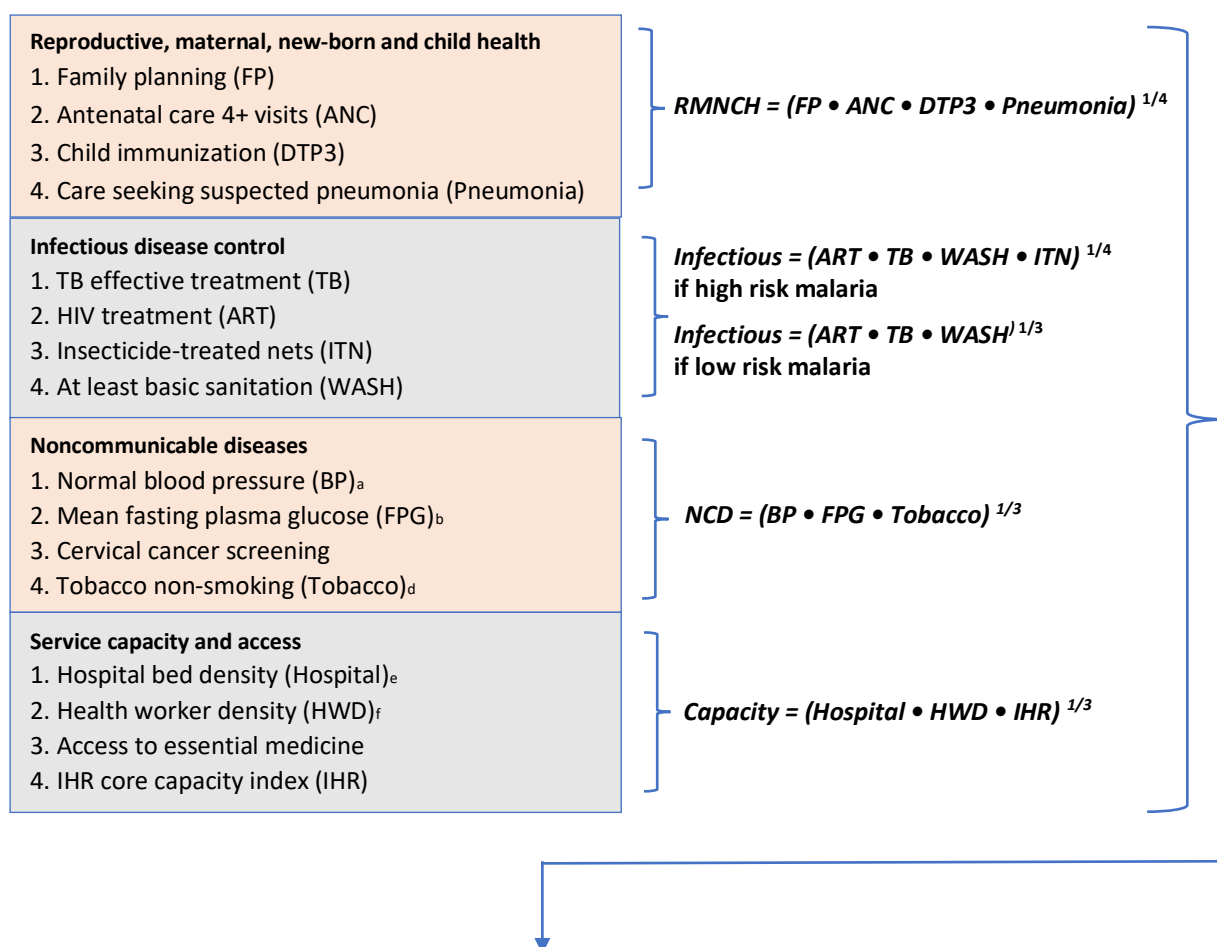 Reproductive, maternal, new-born and child health
1. Family planning (FP)
2. Antenatal care 4+ visits (ANC)
3. Child immunization (DTP3)
4. Care seeking suspected pneumonia (Pneumonia)
RMNCH = (FP • ANC • DTP3 • Pneumonia) 1/4
Infectious disease control
1. TB effective treatment (TB)
2. HIV treatment (ART)
3. Insecticide-treated nets (ITN)
4. At least basic sanitation (WASH)
Infectious = (ART • TB • WASH • ITN) 1/4
if high risk malaria
Infectious = (ART • TB • WASH) 1/3
if low risk malaria
Noncommunicable diseases
1. Normal blood pressure (BP)a
2. Mean fasting plasma glucose (FPG)b
3. Cervical cancer screening
4. Tobacco non-smoking (Tobacco)d
NCD = (BP • FPG • Tobacco) 1/3
Service capacity and access
1. Hospital bed density (Hospital)e
2. Health worker density (HWD)f
3. Access to essential medicine
4. IHR core capacity index (IHR)
Capacity = (Hospital • HWD • IHR) 1/3